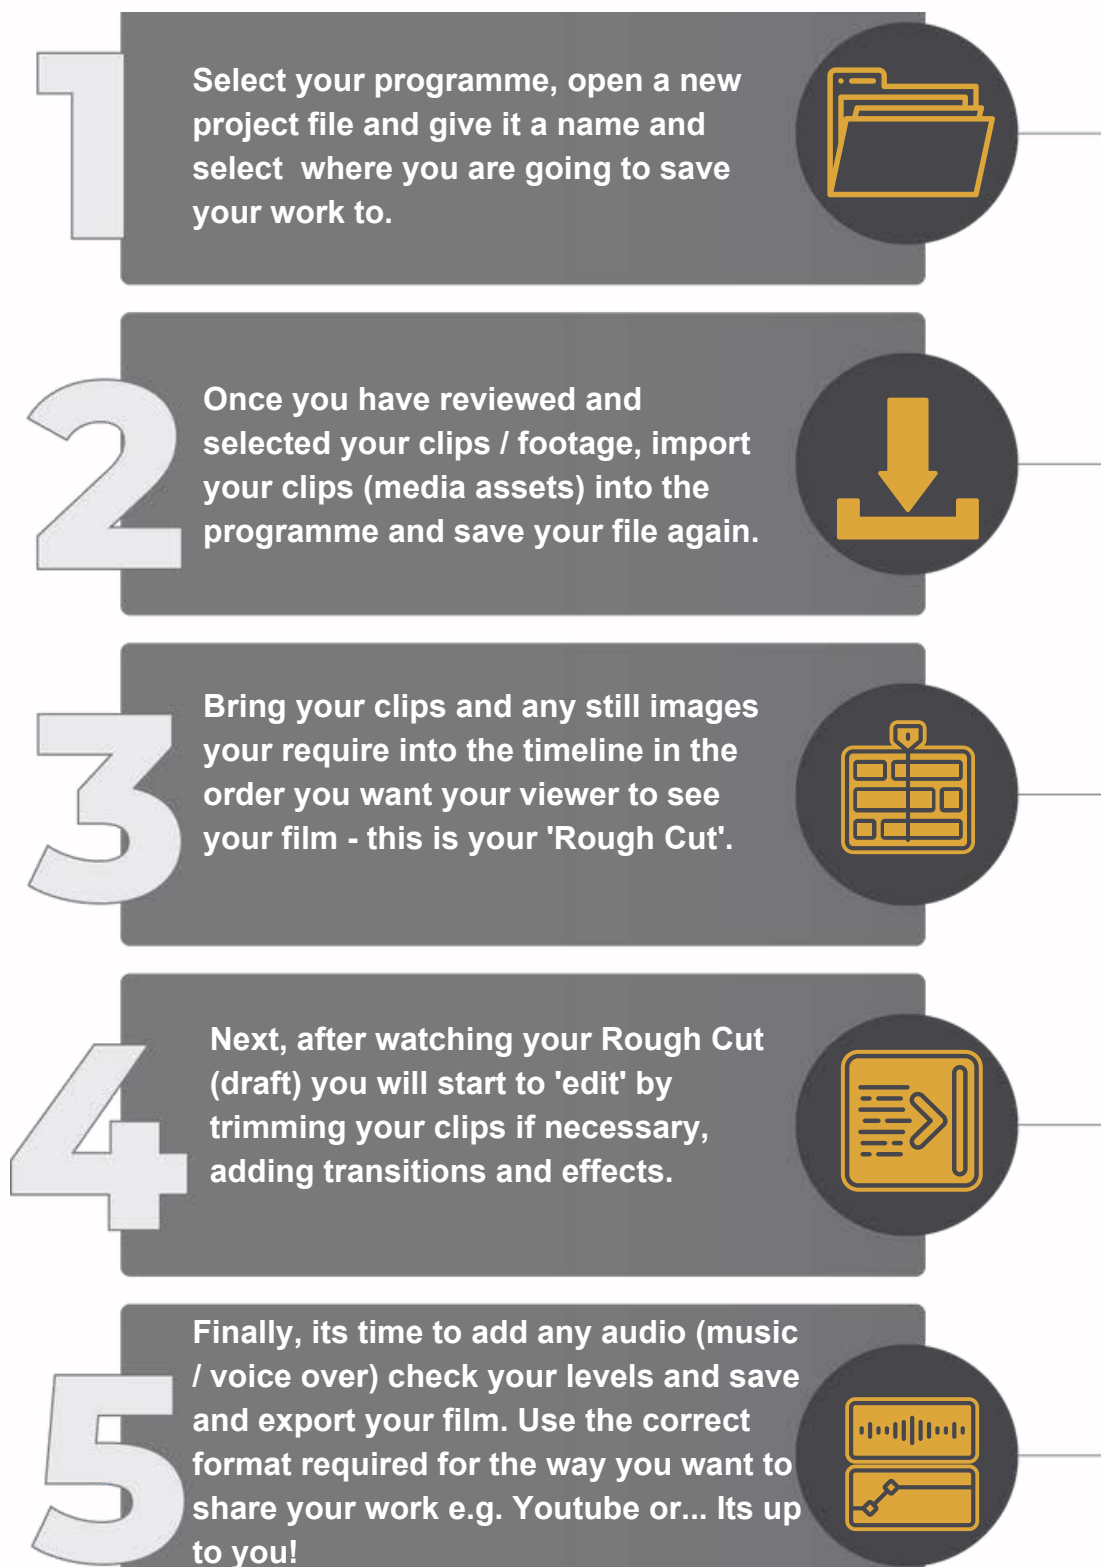 1
Select your programme, open a new
project file and give it a name and
select  where you are going to save
your work to.
2
Once you have reviewed and
selected your clips / footage, import
your clips (media assets) into the
programme and save your file again.
3
Bring your clips and any still images
your require into the timeline in the
order you want your viewer to see
your film - this is your 'Rough Cut'.
4
Next, after watching your Rough Cut
(draft) you will start to 'edit' by
trimming your clips if necessary,
adding transitions and effects.
5
Finally, its time to add any audio (music
/ voice over) check your levels and save
and export your film. Use the correct
format required for the way you want to
share your work e.g. Youtube or... Its up
to you!